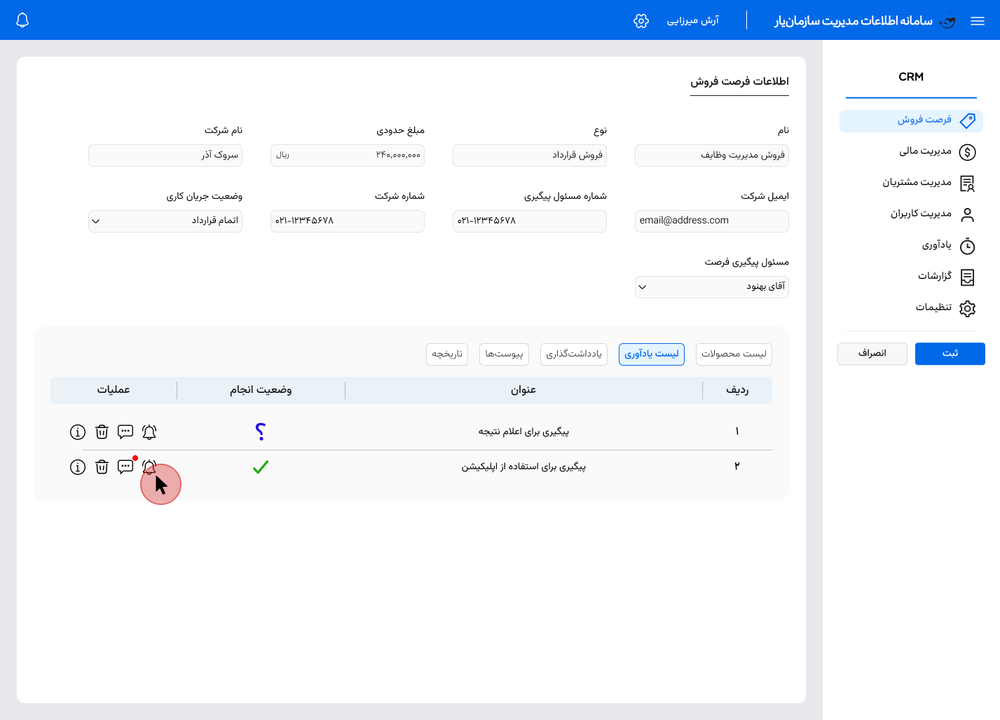 سامانه اطلاعات مدیریت سازمان‌یار
آرش میرزایی
CRM
فرصت فروش
مدیریت مالی
مدیریت مشتریان
مدیریت کاربران
یادآوری
گزارشات
تنظیمات
ثبت
انصراف
اطلاعات فرصت فروش
نام
نوع
مبلغ حدودی
نام شرکت
فروش مدیریت وظایف
فروش قرارداد
۲۴۰,۰۰۰,۰۰۰ ریال
سروک آذر
ایمیل شرکت
شماره مسئول پیگیری
شماره شرکت
وضعیت جریان کاری
email@address.com
۰۲۱-۱۲۳۴۵۶۷۸
۰۲۱-۱۲۳۴۵۶۷۸
اتمام قرارداد
مسئول پیگیری فرصت
آقای بهنود
لیست محصولات
لیست یادآوری
یادداشت‌گذاری
پیوست‌ها
تاریخچه
ردیف
عنوان
وضعیت انجام
عملیات
۱
پیگیری برای اعلام نتیجه
؟
۲
پیگیری برای استفاده از اپلیکیشن